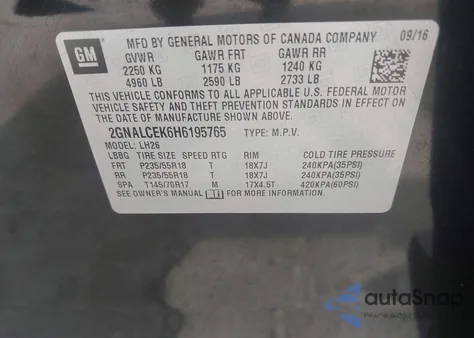 GM
MFD BY GENERAL MOTORS OF CANADA COMPANY 09/16
GVWR GAWR FRT GAWR RR
2250 KG 1175 KG 1240 KG
4960 LB 2590 LB 2733 LB
THIS VEHICLE CONFORMS TO ALL APPLICABLE U.S. FEDERAL MOTOR
VEHICLE SAFETY AND THEFT PREVENTION STANDARDS IN EFFECT ON
THE DATE OF MANUFACTURE SHOWN ABOVE.
2GNALCEK6H6195765 TYPE: M.P.V.
MODEL: LH26
LBBG TIRE SIZE SPEED RTG RIM COLD TIRE PRESSURE
FRT P235/55R18 T 18X7J 240KPA(35PSI)
RR P235/55R18 T 18X7J 240KPA(35PSI)
SPA T145/70R17 M 17X4.5T 420KPA(60PSI)
SEE OWNER'S MANUAL FOR ADDITIONAL INFORMATION.
autoSnap